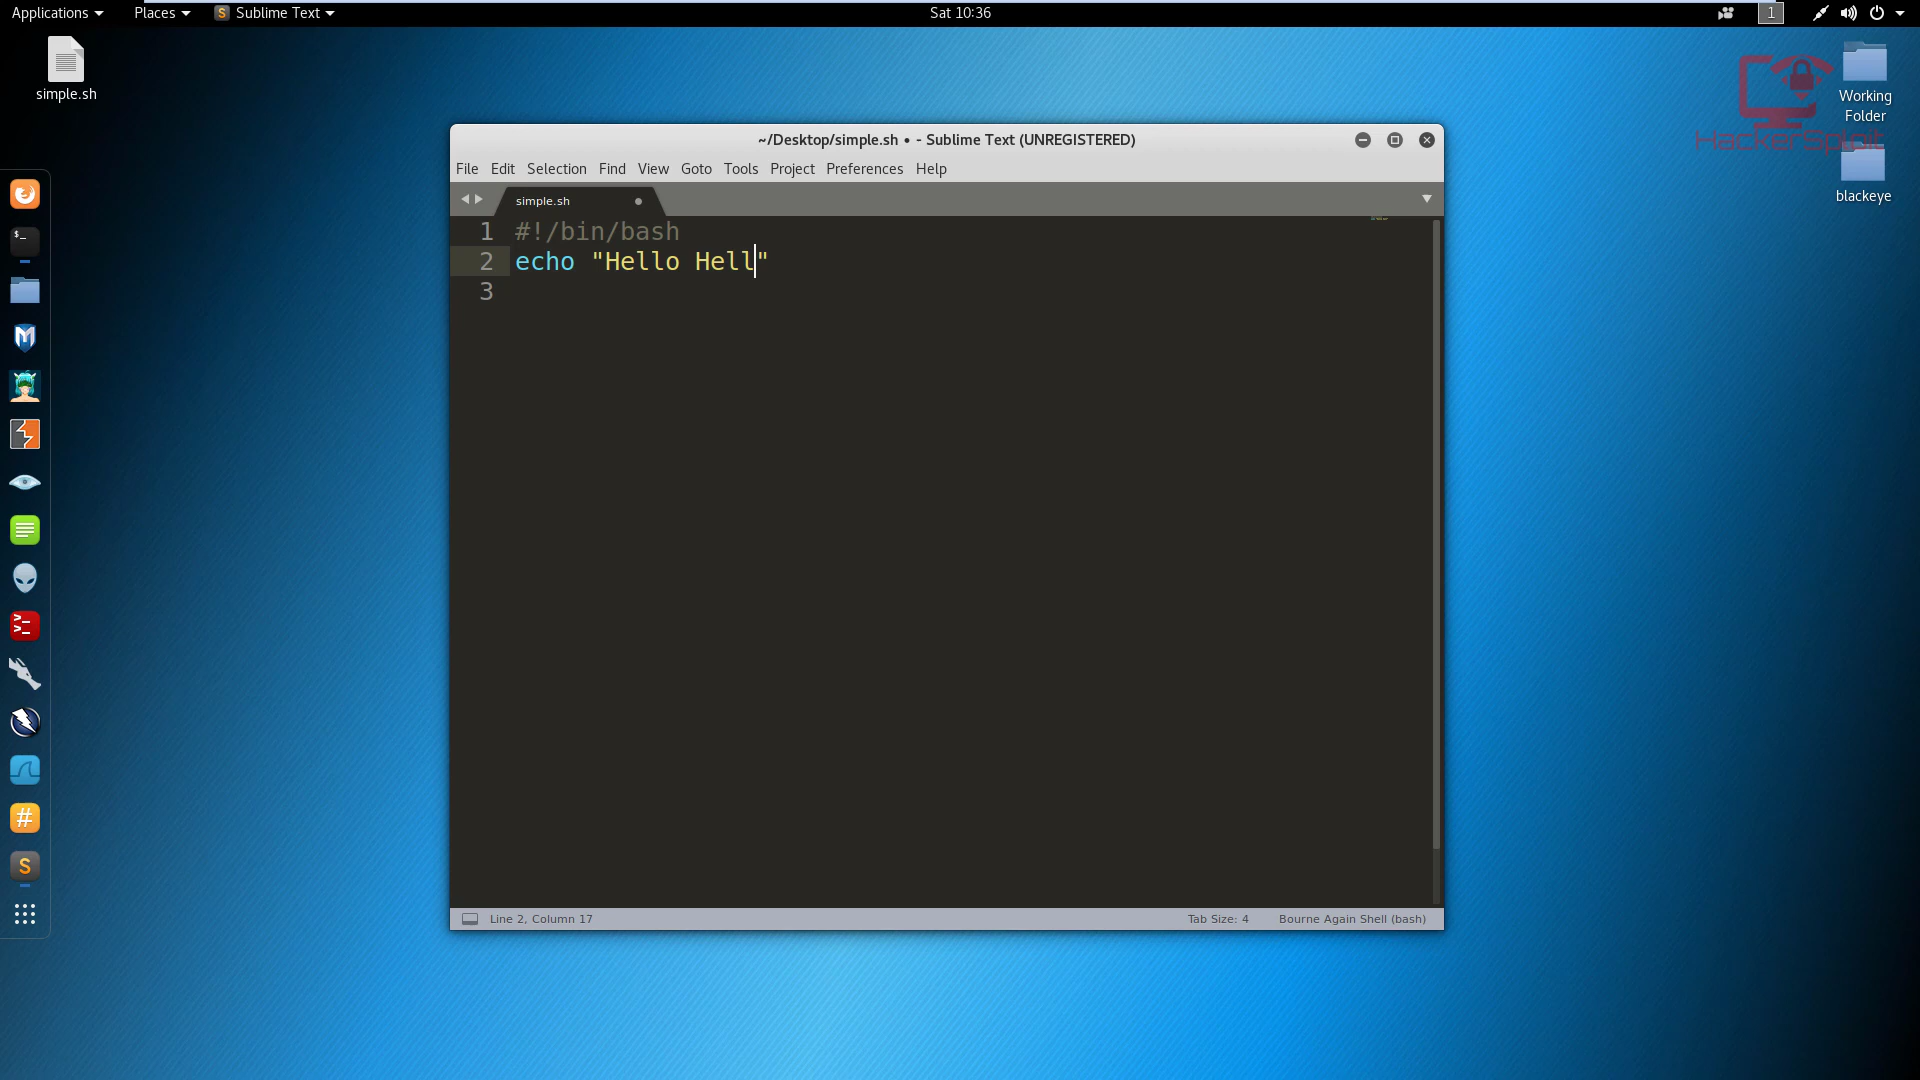 Applications Places Sublime Text Sat 10:36 1
simple.sh
Working
Folder
HackerSploit
blackeye
~/Desktop/simple.sh • - Sublime Text (UNREGISTERED)
File Edit Selection Find View Goto Tools Project Preferences Help
simple.sh
1 #!/bin/bash
2 echo "Hello Hell"
3
Line 2, Column 17 Tab Size: 4 Bourne Again Shell (bash)